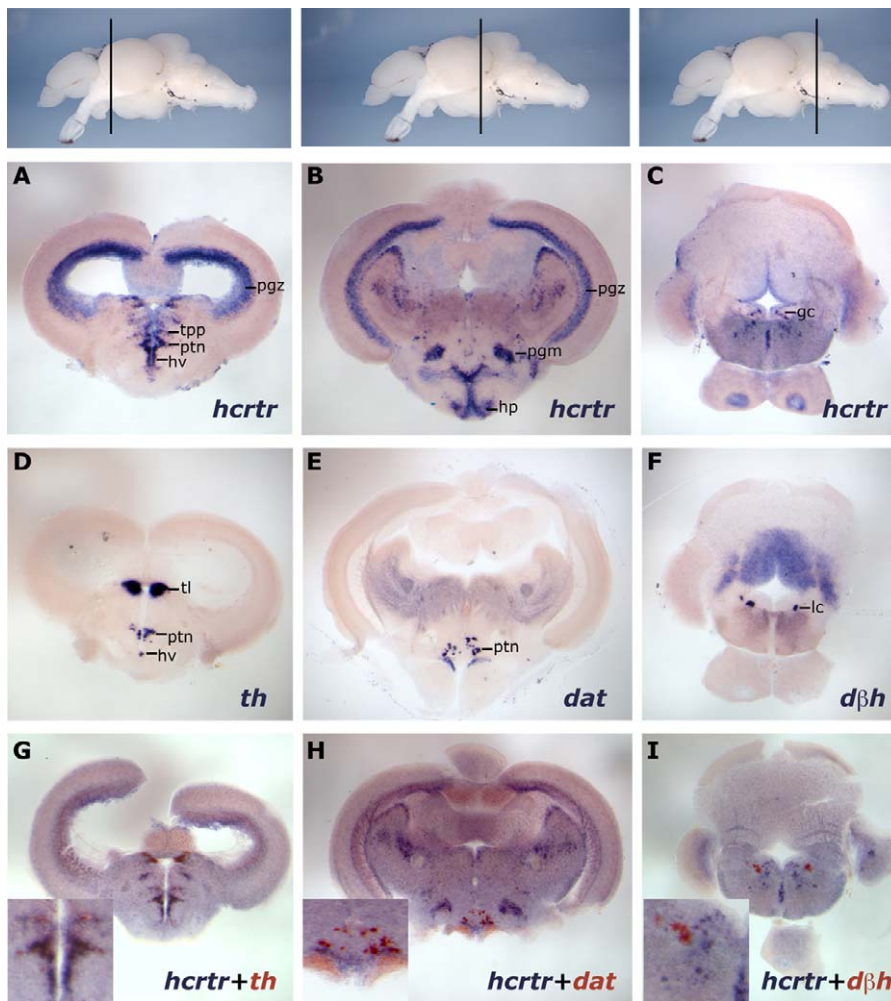 A
pgz
tpp
ptn
hv
hcrtr
B
pgz
pgm
hp
hcrtr
C
gc
hcrtr
D
tl
ptn
hv
th
E
ptn
dat
F
lc
dβh
G
hcrtr+th
H
hcrtr+dat
I
hcrtr+dβh